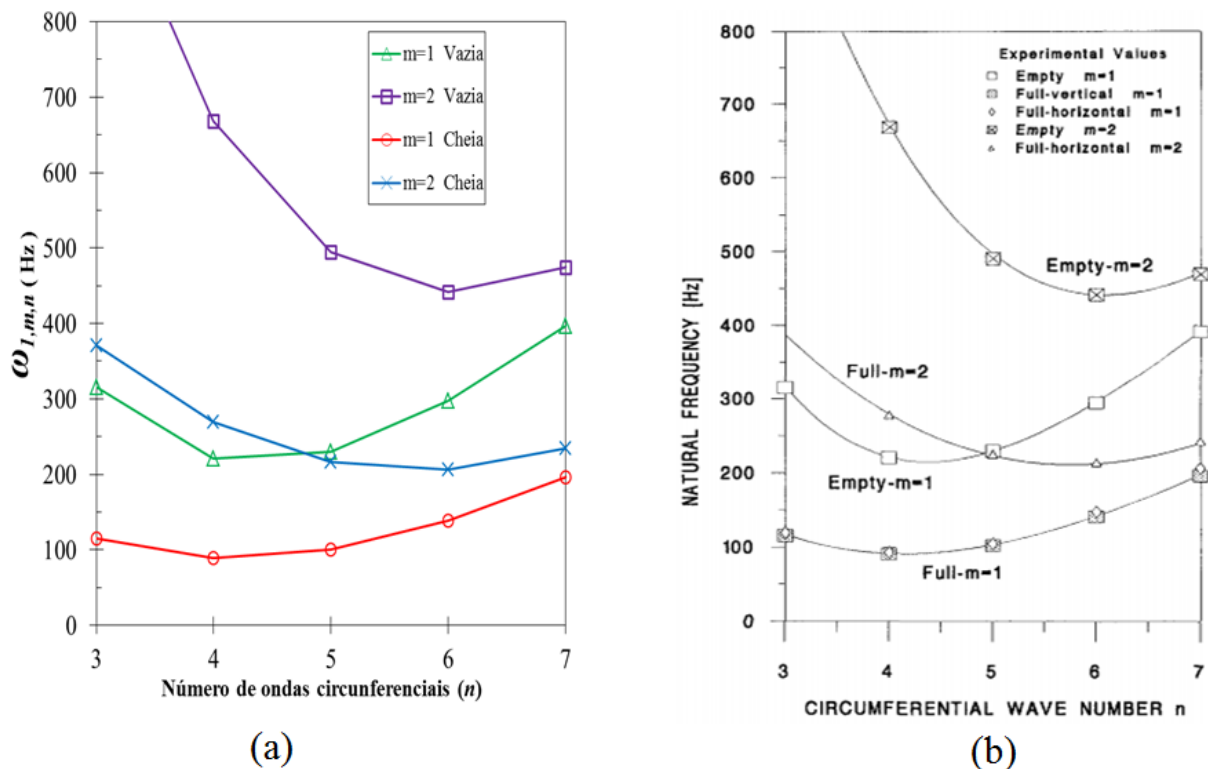 800
700
600
500
400
300
200
100
0
ω1,m,n ( Hz )
m=1 Vazia
m=2 Vazia
m=1 Cheia
m=2 Cheia
3 4 5 6 7
Número de ondas circunferenciais (n)
(a)
800
700
600
500
400
300
200
100
0
NATURAL FREQUENCY [Hz]
Experimental Values
Empty m=1
Full-vertical m=1
Full-horizontal m=1
Empty m=2
Full-horizontal m=2
Empty-m=2
Full-m=2
Empty-m=1
Full-m=1
3 4 5 6 7
CIRCUMFERENTIAL WAVE NUMBER n
(b)